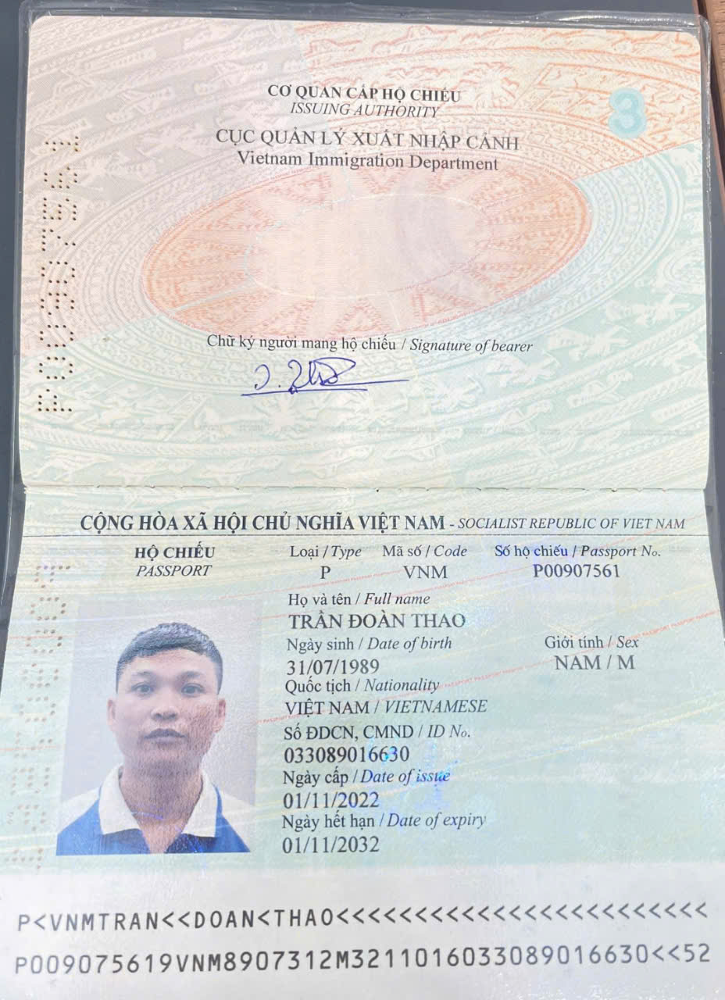 CƠ QUAN CẤP HỘ CHIẾU
ISSUING AUTHORITY
3
CỤC QUẢN LÝ XUẤT NHẬP CẢNH
Vietnam Immigration Department
Chữ ký người mang hộ chiếu / Signature of bearer
CỘNG HÒA XÃ HỘI CHỦ NGHĨA VIỆT NAM - SOCIALIST REPUBLIC OF VIET NAM
HỘ CHIẾU Loại / Type Mã số / Code Số hộ chiếu / Passport No.
PASSPORT P VNM P00907561
Họ và tên / Full name
TRẦN ĐOÀN THAO
Ngày sinh / Date of birth Giới tính / Sex
31/07/1989 NAM / M
Quốc tịch / Nationality
VIỆT NAM / VIETNAMESE
Số ĐDCN, CMND / ID No.
033089016630
Ngày cấp / Date of issue
01/11/2022
Ngày hết hạn / Date of expiry
01/11/2032
P<VNMTRAN<<DOAN<THAO<<<<<<<<<<<<<<<<<<<<<<<<
P009075619VNM8907312M3211016033089016630<<52